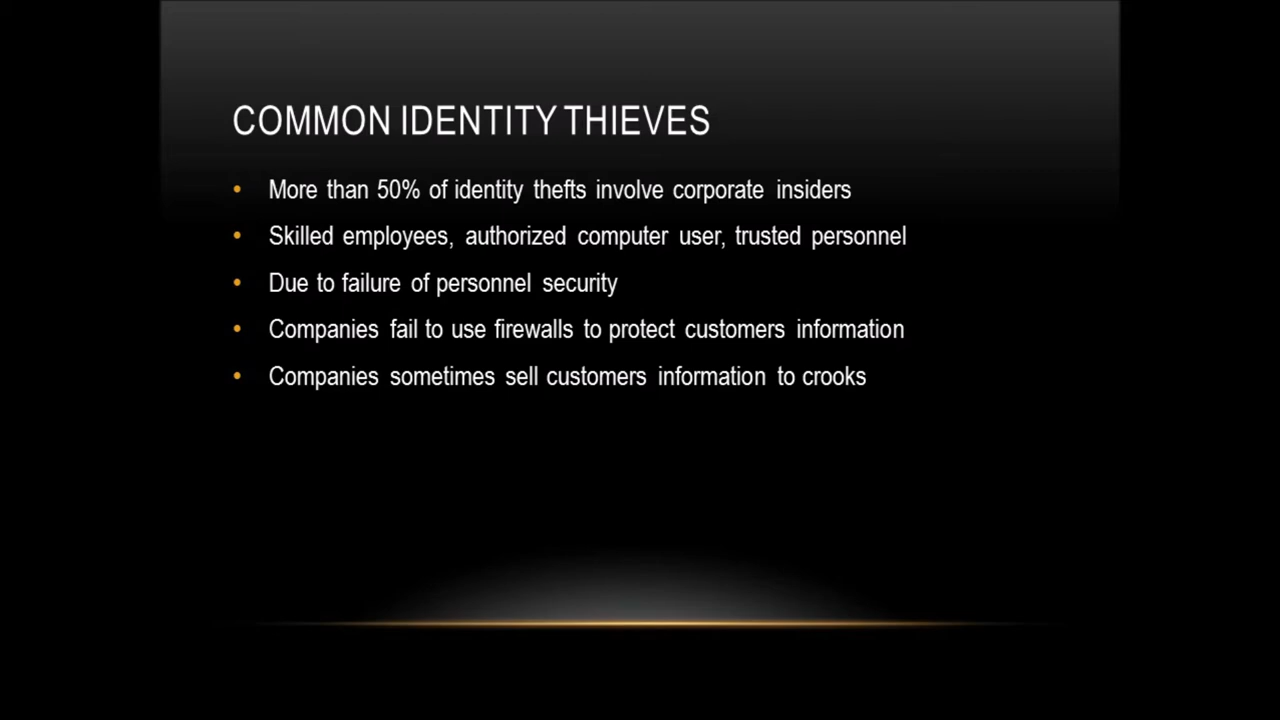 COMMON IDENTITY THIEVES
• More than 50% of identity thefts involve corporate insiders
• Skilled employees, authorized computer user, trusted personnel
• Due to failure of personnel security
• Companies fail to use firewalls to protect customers information
• Companies sometimes sell customers information to crooks